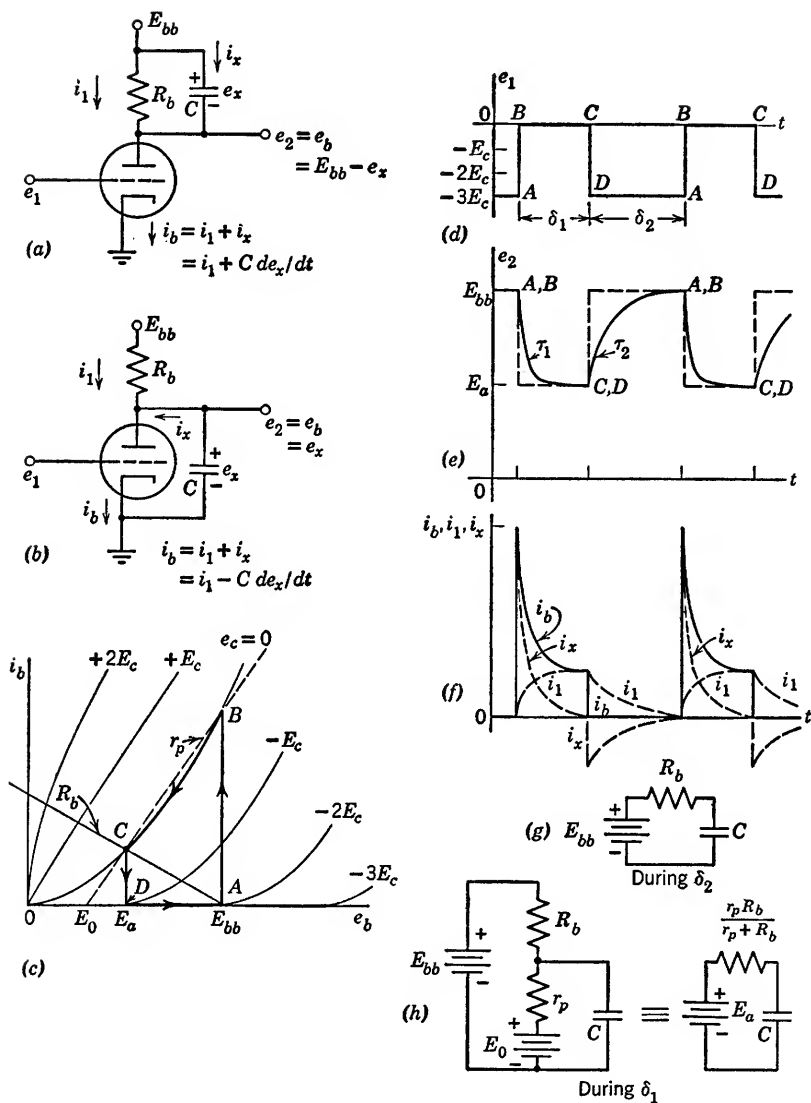 E_bb
i_x
i_1
R_b
+
C
−
e_x
e_2 = e_b
= E_bb − e_x
e_1
i_b = i_1 + i_x
= i_1 + C de_x/dt
(a)
E_bb
i_1
R_b
i_x
e_2 = e_b
= e_x
+
C
−
e_x
e_1
i_b
i_b = i_1 + i_x
= i_1 − C de_x/dt
(b)
i_b
+2E_c
+E_c
e_c = 0
B
r_p
−E_c
R_b
C
−2E_c
D
A
−3E_c
0
E_0
E_a
E_bb
e_b
(c)
e_1
B
C
B
C
0
t
−E_c
−2E_c
−3E_c
A
D
A
D
δ_1
δ_2
(d)
e_2
E_bb
A,B
A,B
τ_1
τ_2
E_a
C,D
C,D
(e)
0
t
i_b, i_1, i_x
i_b
i_x
i_x
i_1
i_1
i_1
i_1
(f)
i_b
0
t
i_x
R_b
(g)
E_bb
+
−
C
During δ_2
R_b
r_p R_b
r_p + R_b
E_bb
+
−
(h)
r_p
C
≡
+
E_a
−
C
+
E_0
−
During δ_1